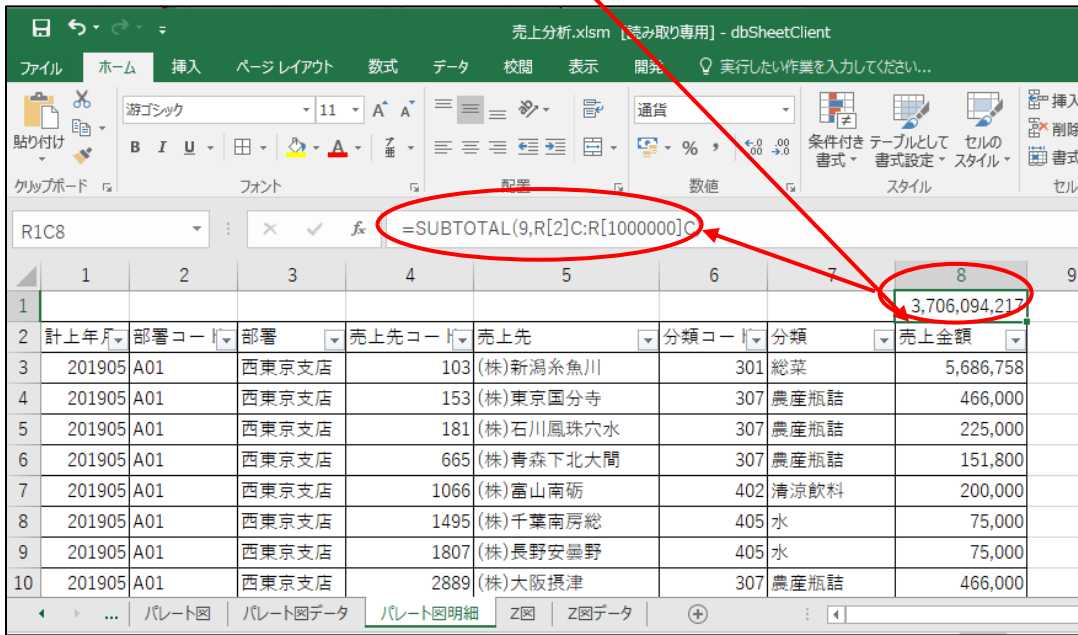 売上分析.xlsm [読み取り専用] - dbSheetClient
ファイル ホーム 挿入 ページ レイアウト 数式 データ 校閲 表示 開発 実行したい作業を入力してください...
貼り付け 游ゴシック 11 A A 通貨 条件付き書式 テーブルとして書式設定 セルのスタイル 挿入 削除 書式
B I U A 亜 % , .00
クリップボード フォント 配置 数値 スタイル セル
R1C8 fx =SUBTOTAL(9,R[2]C:R[1000000]C
1 2 3 4 5 6 7 8 9
1 3,706,094,217
2 計上年月 部署コード 部署 売上先コード 売上先 分類コード 分類 売上金額
3 201905 A01 西東京支店 103 (株)新潟糸魚川 301 総菜 5,686,758
4 201905 A01 西東京支店 153 (株)東京国分寺 307 農産瓶詰 466,000
5 201905 A01 西東京支店 181 (株)石川鳳珠穴水 307 農産瓶詰 225,000
6 201905 A01 西東京支店 665 (株)青森下北大間 307 農産瓶詰 151,800
7 201905 A01 西東京支店 1066 (株)富山南砺 402 清涼飲料 200,000
8 201905 A01 西東京支店 1495 (株)千葉南房総 405 水 75,000
9 201905 A01 西東京支店 1807 (株)長野安曇野 405 水 75,000
10 201905 A01 西東京支店 2889 (株)大阪摂津 307 農産瓶詰 466,000
... パレート図 パレート図データ パレート図明細 Z図 Z図データ